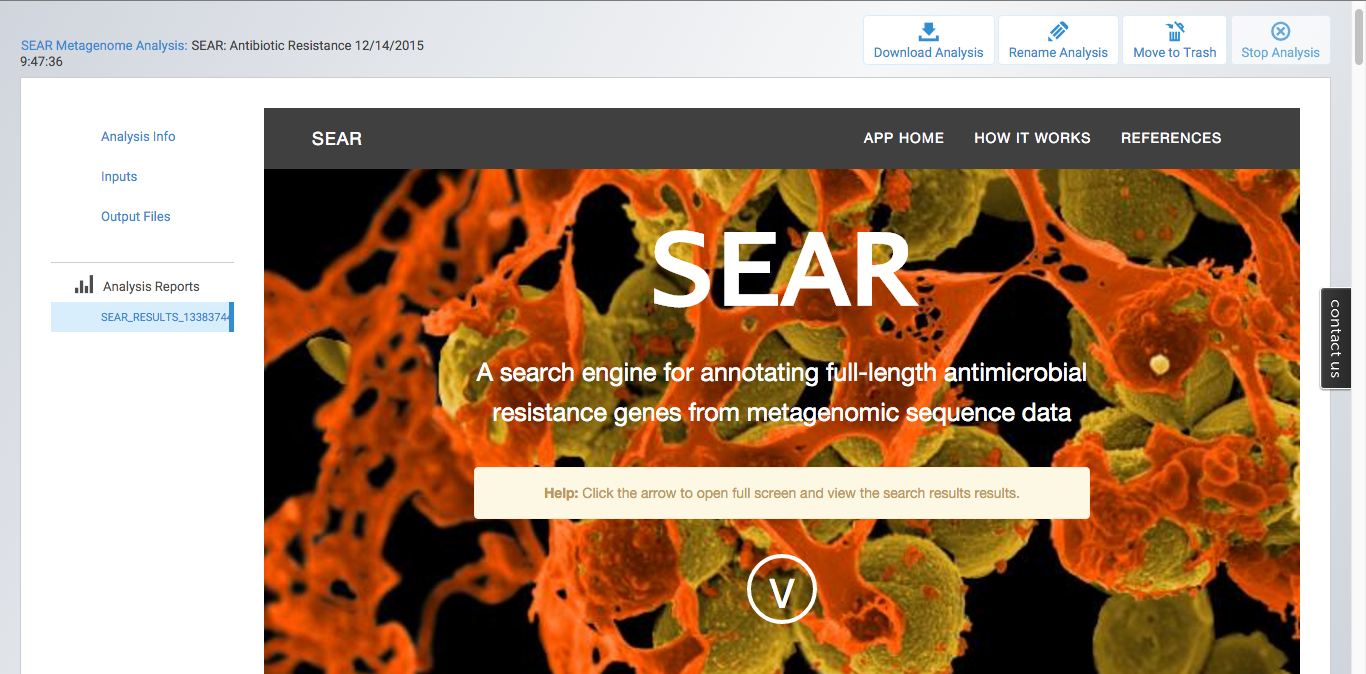 SEAR Metagenome Analysis: SEAR: Antibiotic Resistance 12/14/2015
9:47:36
Download Analysis
Rename Analysis
Move to Trash
Stop Analysis
Analysis Info
Inputs
Output Files
Analysis Reports
SEAR_RESULTS_13383744
SEAR
APP HOME
HOW IT WORKS
REFERENCES
SEAR
A search engine for annotating full-length antimicrobial
resistance genes from metagenomic sequence data
Help: Click the arrow to open full screen and view the search results results.
V
contact us